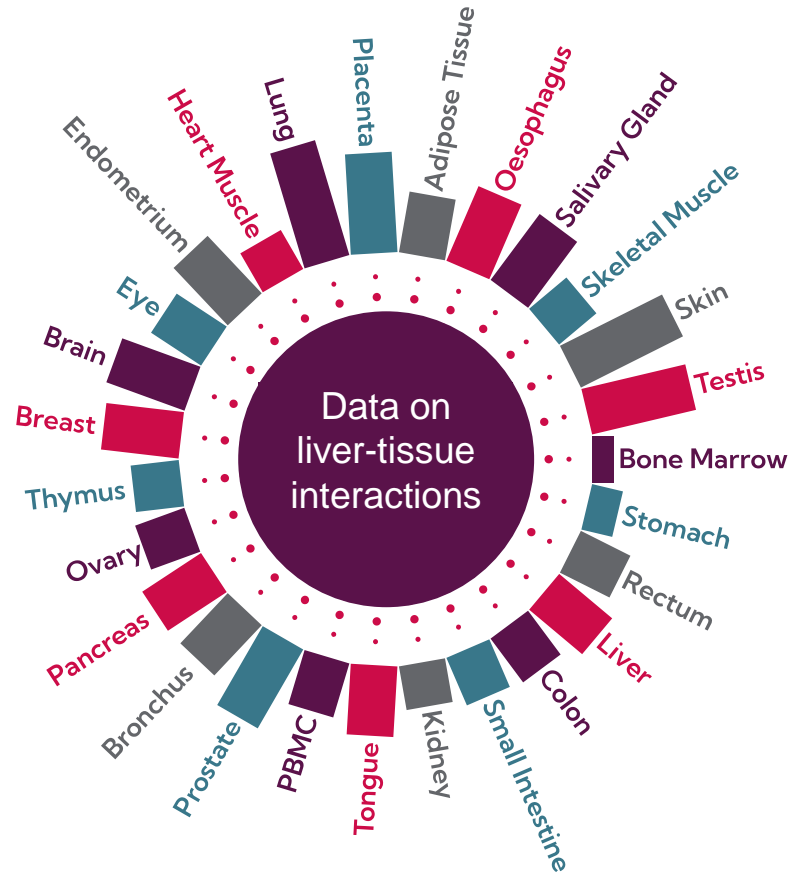 Data on
liver-tissue
interactions
Placenta
Adipose Tissue
Oesophagus
Salivary Gland
Skeletal Muscle
Skin
Testis
Bone Marrow
Stomach
Rectum
Liver
Colon
Small Intestine
Kidney
Tongue
PBMC
Prostate
Bronchus
Pancreas
Ovary
Thymus
Breast
Brain
Eye
Endometrium
Heart Muscle
Lung